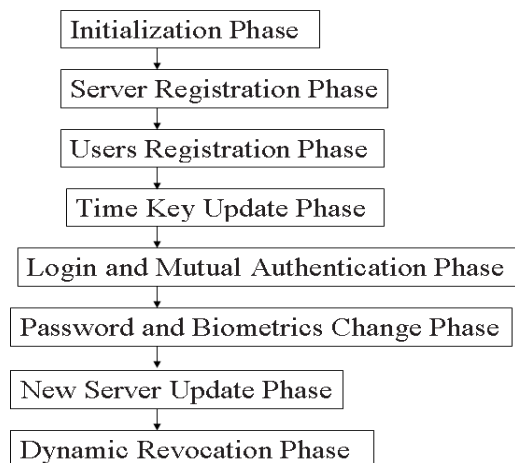 Initialization Phase
Server Registration Phase
Users Registration Phase
Time Key Update Phase
Login and Mutual Authentication Phase
Password and Biometrics Change Phase
New Server Update Phase
Dynamic Revocation Phase